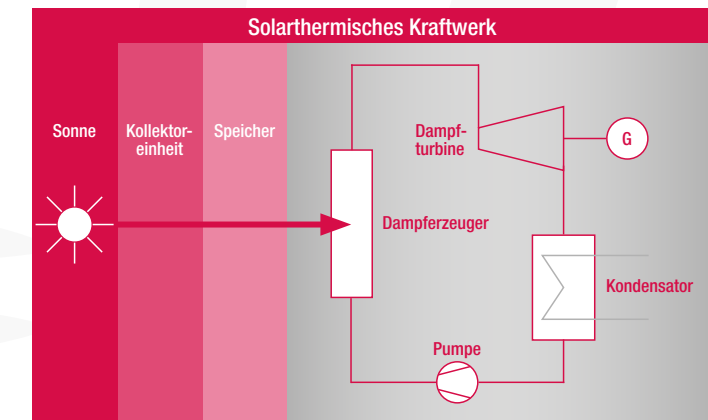 Solarthermisches Kraftwerk
Sonne
Kollektor-
einheit
Speicher
Dampf-
turbine
G
Dampferzeuger
Kondensator
Pumpe